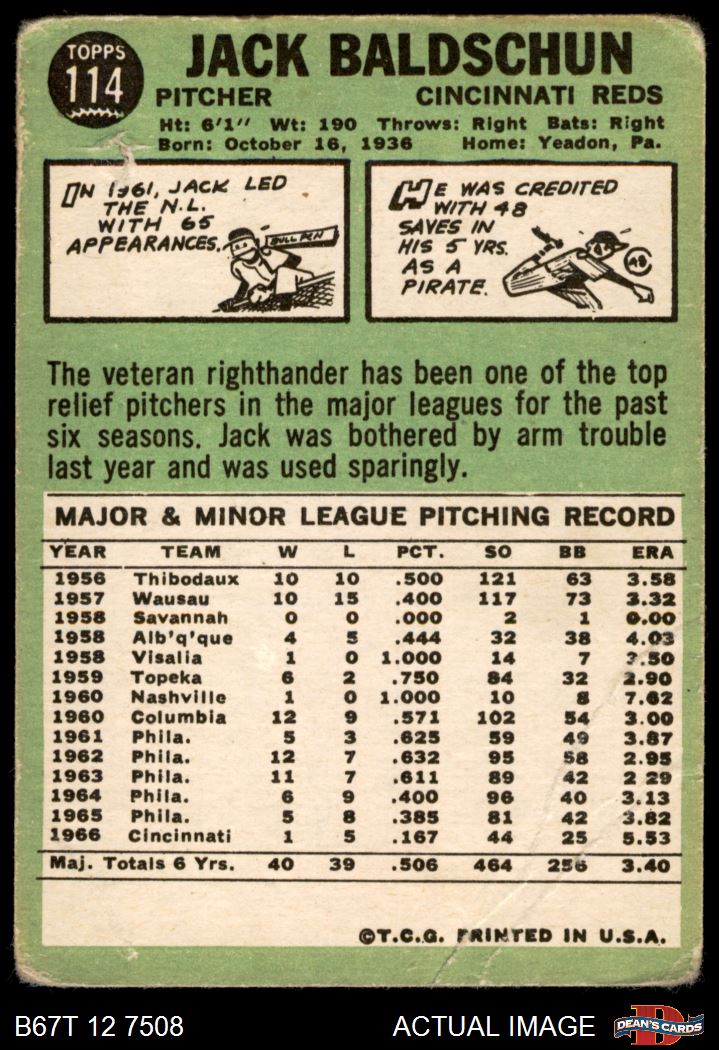 TOPPS
114
JACK BALDSCHUN
PITCHER CINCINNATI REDS
Ht: 6'1" Wt: 190 Throws: Right Bats: Right
Born: October 16, 1936 Home: Yeadon, Pa.
IN 1961, JACK LED
THE N.L.
WITH 65
APPEARANCES.
BULL PEN
HE WAS CREDITED
WITH 48
SAVES IN
HIS 5 YRS.
AS A
PIRATE.
48
The veteran righthander has been one of the top
relief pitchers in the major leagues for the past
six seasons. Jack was bothered by arm trouble
last year and was used sparingly.
MAJOR & MINOR LEAGUE PITCHING RECORD
YEAR TEAM W L PCT. SO BB ERA
1956 Thibodaux 10 10 .500 121 63 3.58
1957 Wausau 10 15 .400 117 73 3.32
1958 Savannah 0 0 .000 2 1 0.00
1958 Alb'q'que 4 5 .444 32 38 4.03
1958 Visalia 1 0 1.000 14 7 3.50
1959 Topeka 6 2 .750 84 32 2.90
1960 Nashville 1 0 1.000 10 8 7.62
1960 Columbia 12 9 .571 102 54 3.00
1961 Phila. 5 3 .625 59 49 3.87
1962 Phila. 12 7 .632 95 58 2.95
1963 Phila. 11 7 .611 89 42 2 29
1964 Phila. 6 9 .400 96 40 3.13
1965 Phila. 5 8 .385 81 42 3.82
1966 Cincinnati 1 5 .167 44 25 5.53
Maj. Totals 6 Yrs. 40 39 .506 464 256 3.40
©T.C.G. PRINTED IN U.S.A.
B67T 12 7508 ACTUAL IMAGE
D
DEAN'S CARDS